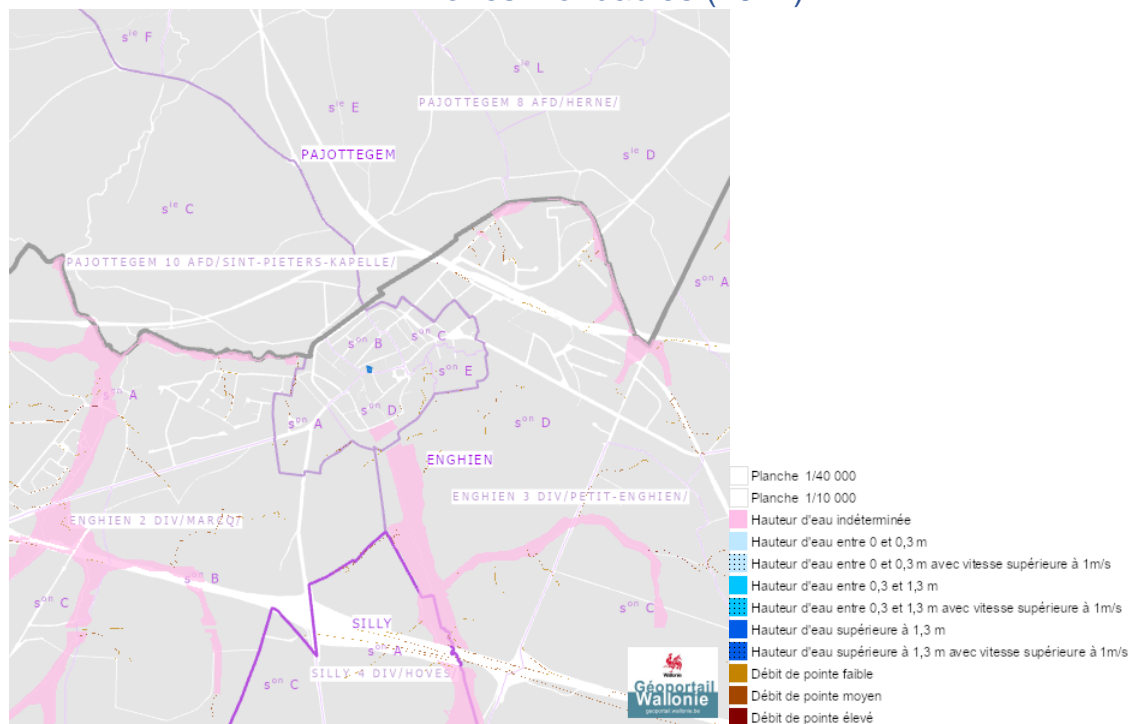 sie F
sie L
sie E
PAJOTTEGEM 8 AFD/HERNE/
PAJOTTEGEM
sie D
sie C
PAJOTTEGEM 10 AFD/SINT-PIETERS-KAPELLE/
son A
son B
son C
son E
son A
son D
son A
son D
ENGHIEN
ENGHIEN 3 DIV/PETIT-ENGHIEN/
ENGHIEN 2 DIV/MARCQ/
son B
son C
son C
SILLY
son A
SILLY 4 DIV/HOVES/
son C
Wallonie
Géoportail
Wallonie
geoportail.wallonie.be
Planche 1/40 000
Planche 1/10 000
Hauteur d'eau indéterminée
Hauteur d'eau entre 0 et 0,3 m
Hauteur d'eau entre 0 et 0,3 m avec vitesse supérieure à 1m/s
Hauteur d'eau entre 0,3 et 1,3 m
Hauteur d'eau entre 0,3 et 1,3 m avec vitesse supérieure à 1m/s
Hauteur d'eau supérieure à 1,3 m
Hauteur d'eau supérieure à 1,3 m avec vitesse supérieure à 1m/s
Débit de pointe faible
Débit de pointe moyen
Débit de pointe élevé